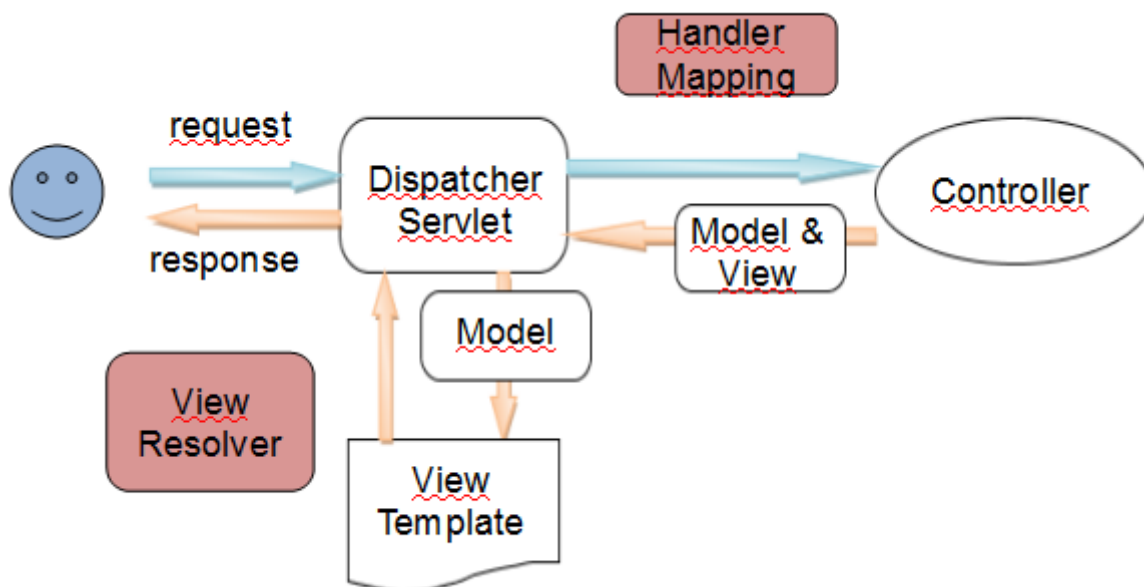 Handler
Mapping
request
Dispatcher
Servlet
Controller
response
Model &
View
Model
View
Resolver
View
Template